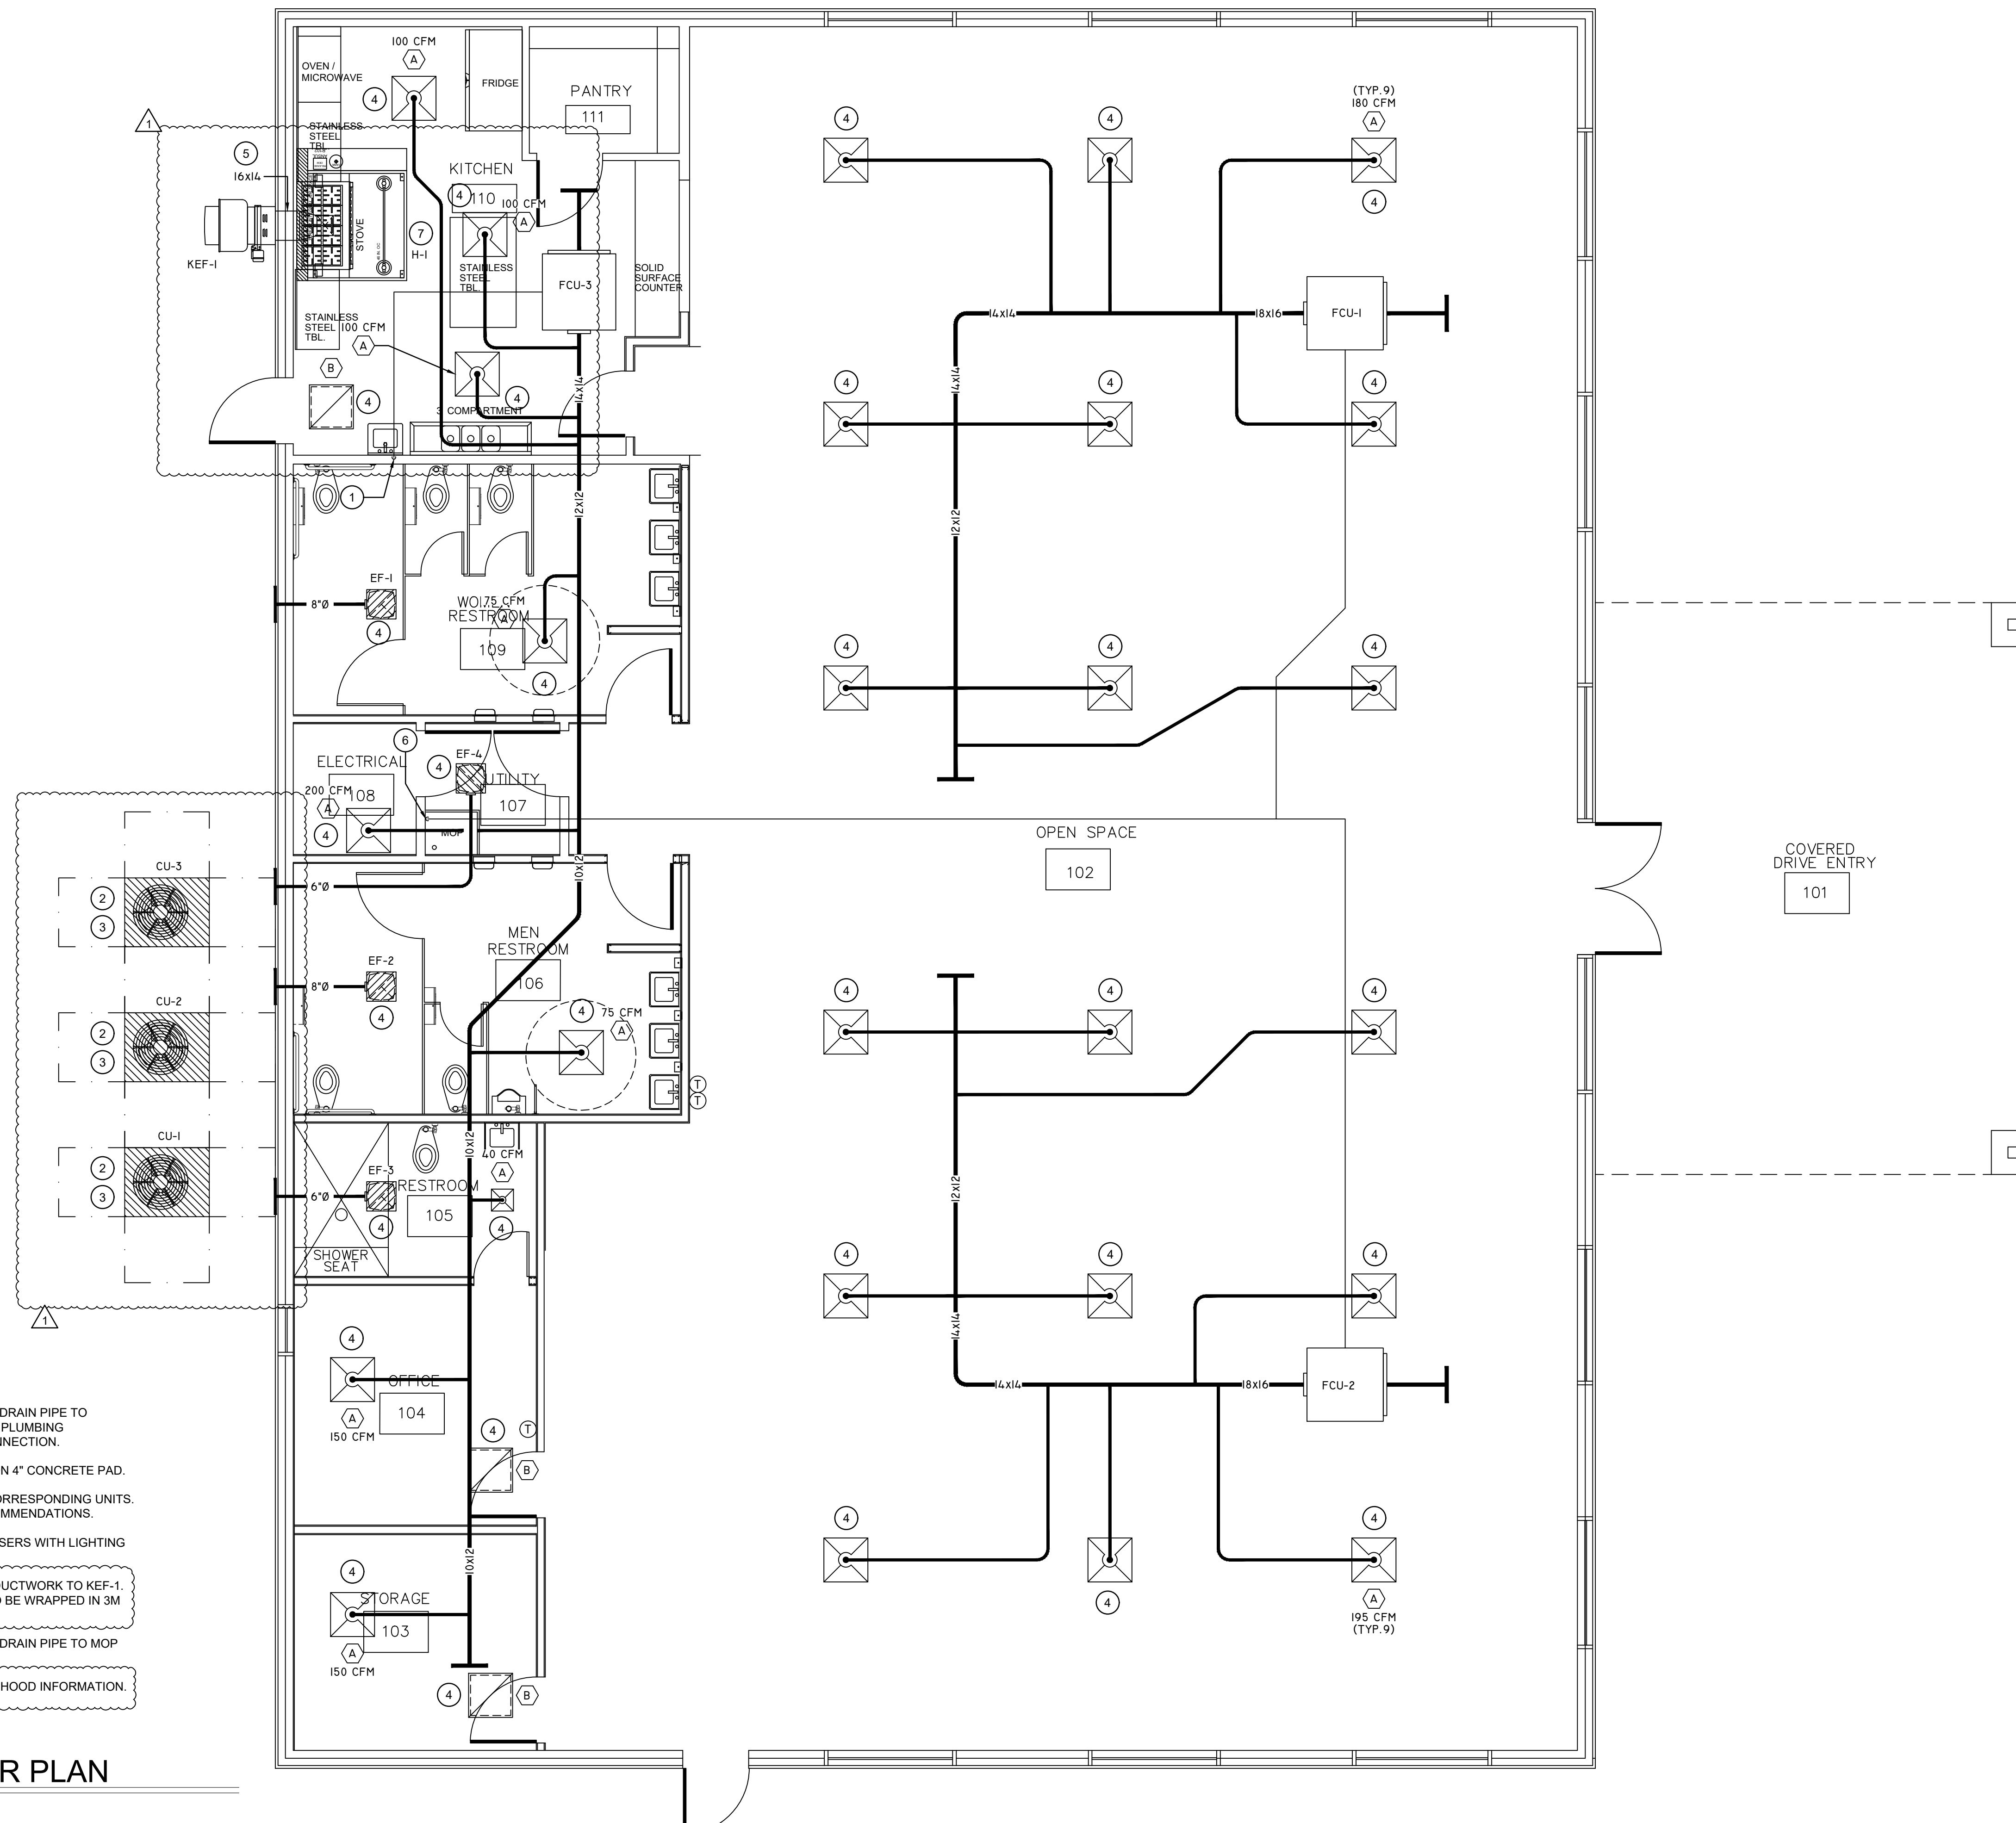 100 CFM
A
OVEN /
MICROWAVE
4
FRIDGE
PANTRY
111
(TYP.9)
180 CFM
A
4
4
4
1
STAINLESS
STEEL
TBL.
5
16x14
KITCHEN
110
4
100 CFM
A
STOVE
7
H-1
KEF-1
STAINLESS
STEEL
TBL.
FCU-3
SOLID
SURFACE
COUNTER
14x14
18x16
FCU-1
STAINLESS
STEEL
TBL.
100 CFM
A
B
4
4
3 COMPARTMENT
14x14
14x14
4
4
4
1
12x12
12x12
EF-1
8"Ø
4
75 CFM
A
RESTROOM
109
4
4
4
4
6
EF-4
4
ELECTRICAL
108
UTILITY
107
200 CFM
A
4
MOP
OPEN SPACE
102
COVERED
DRIVE ENTRY
101
CU-3
2
3
6"Ø
10x12
MEN
RESTROOM
106
EF-2
8"Ø
4
4
75 CFM
A
4
4
4
CU-2
2
3
T
T
CU-1
2
3
10x12
40 CFM
A
EF-3
6"Ø
4
RESTROOM
105
4
12x12
SHOWER
SEAT
1
4
4
4
14x14
4
OFFICE
104
A
150 CFM
14x14
18x16
FCU-2
4
T
B
DRAIN PIPE TO
PLUMBING
NNECTION.
N 4" CONCRETE PAD.
ORRESPONDING UNITS.
OMMENDATIONS.
SERS WITH LIGHTING
UCTWORK TO KEF-1.
O BE WRAPPED IN 3M
DRAIN PIPE TO MOP
HOOD INFORMATION.
10x12
4
STORAGE
103
A
150 CFM
4
B
4
4
4
A
195 CFM
(TYP.9)
R PLAN